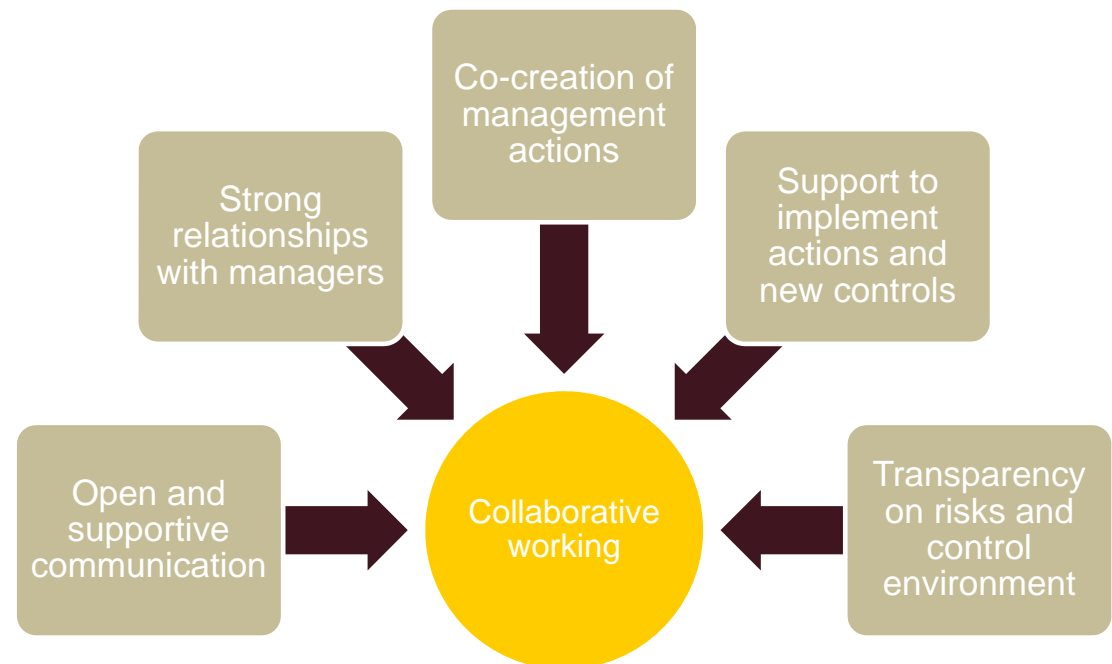 Co-creation of
management
actions
Strong
relationships
with managers
Support to
implement
actions and
new controls
Open and
supportive
communication
Collaborative
working
Transparency
on risks and
control
environment